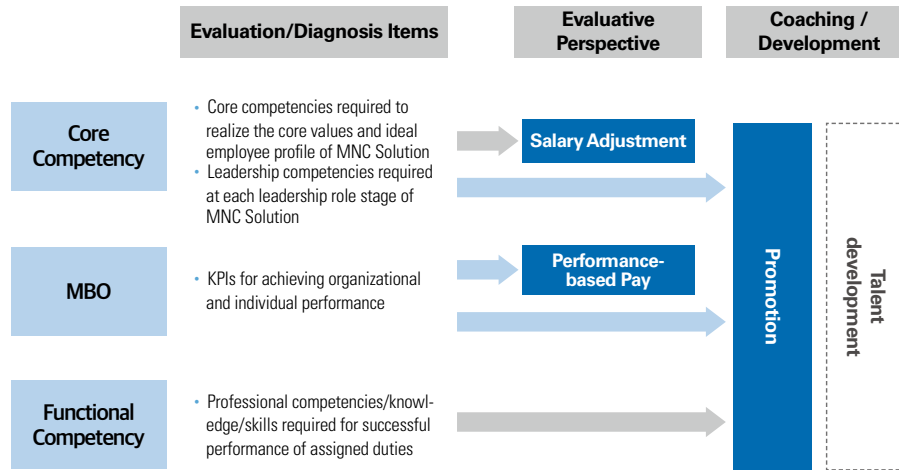 Evaluation/Diagnosis Items
Evaluative
Perspective
Coaching /
Development
Core
Competency
• Core competencies required to
realize the core values and ideal
employee profile of MNC Solution
• Leadership competencies required
at each leadership role stage of
MNC Solution
Salary Adjustment
MBO
• KPIs for achieving organizational
and individual performance
Performance-
based Pay
Functional
Competency
• Professional competencies/knowl-
edge/skills required for successful
performance of assigned duties
Promotion
Talent
development